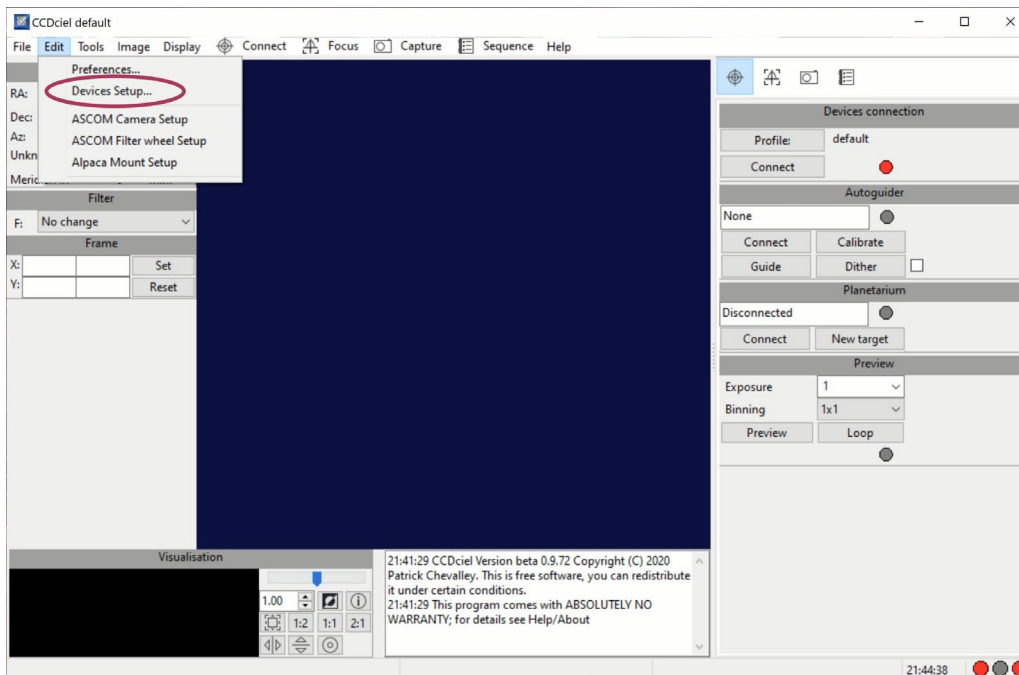 CCDciel default
File Edit Tools Image Display Connect Focus Capture Sequence Help
Preferences...
Devices Setup...
ASCOM Camera Setup
ASCOM Filter wheel Setup
Alpaca Mount Setup
RA:
Dec:
Az:
Unkn
Filter
F: No change
Frame
X: Set
Y: Reset
Devices connection
Profile: default
Connect
Autoguider
None
Connect Calibrate
Guide Dither
Planetarium
Disconnected
Connect New target
Preview
Exposure 1
Binning 1x1
Preview Loop
Visualisation
1.00
1:2 1:1 2:1
21:41:29 CCDciel Version beta 0.9.72 Copyright (C) 2020
Patrick Chevalley. This is free software, you can redistribute
it under certain conditions.
21:41:29 This program comes with ABSOLUTELY NO
WARRANTY; for details see Help/About
21:44:38